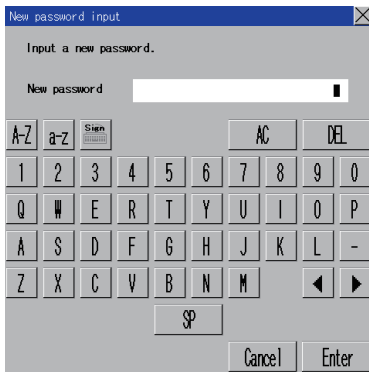 New password input
Input a new password.
New password
A-Z a-z Sign AC DEL
1 2 3 4 5 6 7 8 9 0
Q W E R T Y U I O P
A S D F G H J K L -
Z X C V B N M ◀ ▶
SP
Cancel Enter